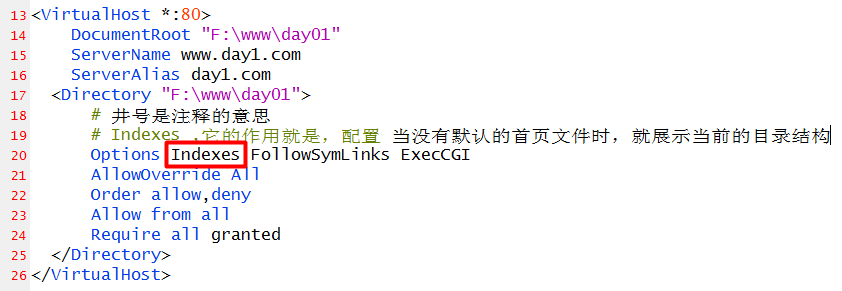 13 <VirtualHost *:80>
14 DocumentRoot "F:\www\day01"
15 ServerName www.day1.com
16 ServerAlias day1.com
17 <Directory "F:\www\day01">
18 # 井号是注释的意思
19 # Indexes ,它的作用就是，配置 当没有默认的首页文件时，就展示当前的目录结构
20 Options Indexes FollowSymLinks ExecCGI
21 AllowOverride All
22 Order allow,deny
23 Allow from all
24 Require all granted
25 </Directory>
26 </VirtualHost>